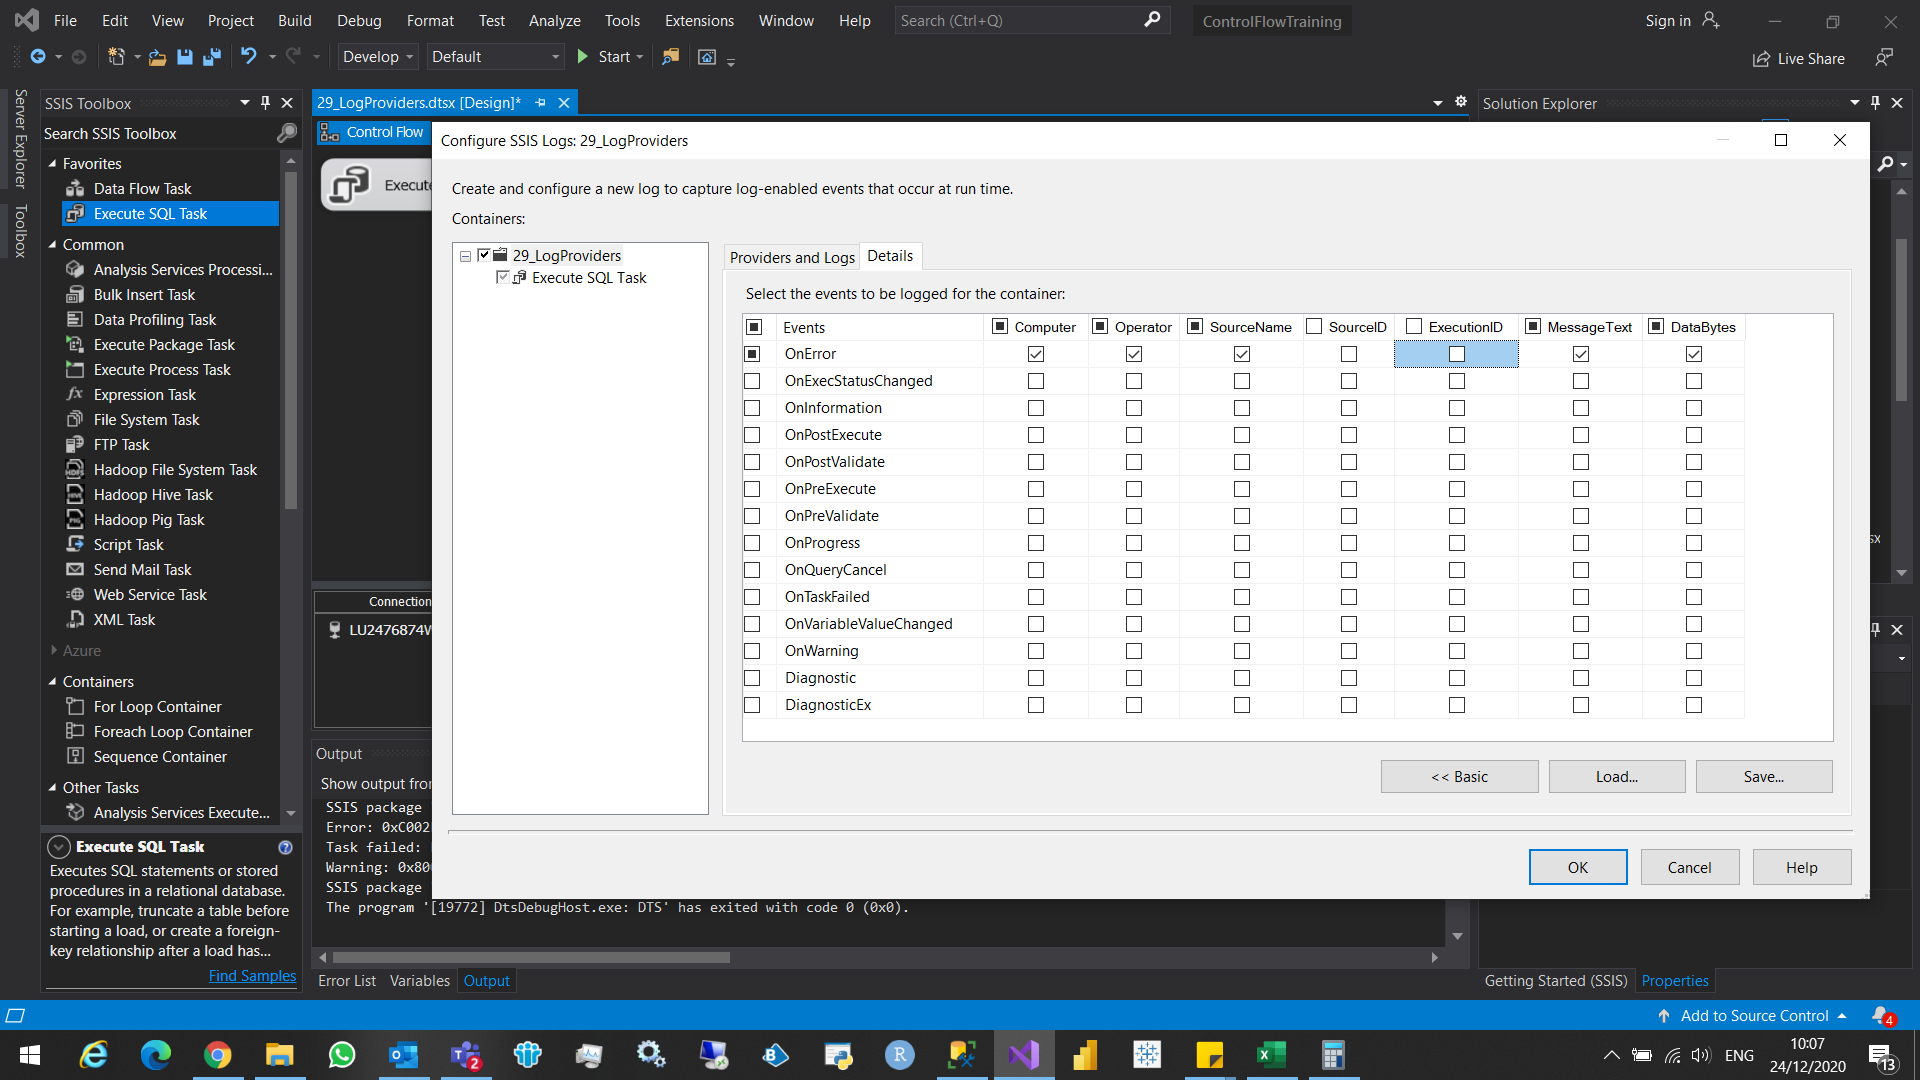 File Edit View Project Build Debug Format Test Analyze Tools Extensions Window Help Search (Ctrl+Q) ControlFlowTraining Sign in
Develop Default Start Live Share
Server Explorer
Toolbox
SSIS Toolbox
Search SSIS Toolbox
Favorites
Data Flow Task
Execute SQL Task
Common
Analysis Services Processi...
Bulk Insert Task
Data Profiling Task
Execute Package Task
Execute Process Task
Expression Task
File System Task
FTP Task
Hadoop File System Task
Hadoop Hive Task
Hadoop Pig Task
Script Task
Send Mail Task
Web Service Task
XML Task
Azure
Containers
For Loop Container
Foreach Loop Container
Sequence Container
Other Tasks
Analysis Services Execute...
Execute SQL Task
Executes SQL statements or stored
procedures in a relational database.
For example, truncate a table before
starting a load, or create a foreign-
key relationship after a load has...
Find Samples
29_LogProviders.dtsx [Design]*
Control Flow
Execute
Connection
LU2476874W
Configure SSIS Logs: 29_LogProviders
Create and configure a new log to capture log-enabled events that occur at run time.
Containers:
29_LogProviders
Execute SQL Task
Providers and Logs Details
Select the events to be logged for the container:
Events Computer Operator SourceName SourceID ExecutionID MessageText DataBytes
OnError
OnExecStatusChanged
OnInformation
OnPostExecute
OnPostValidate
OnPreExecute
OnPreValidate
OnProgress
OnQueryCancel
OnTaskFailed
OnVariableValueChanged
OnWarning
Diagnostic
DiagnosticEx
<< Basic Load... Save...
OK Cancel Help
Output
Show output from
SSIS package
Error: 0xC002
Task failed:
Warning: 0x80
SSIS package
The program '[19772] DtsDebugHost.exe: DTS' has exited with code 0 (0x0).
Error List Variables Output
Solution Explorer
sx
Getting Started (SSIS) Properties
Add to Source Control 4
2
ENG
10:07
24/12/2020
13